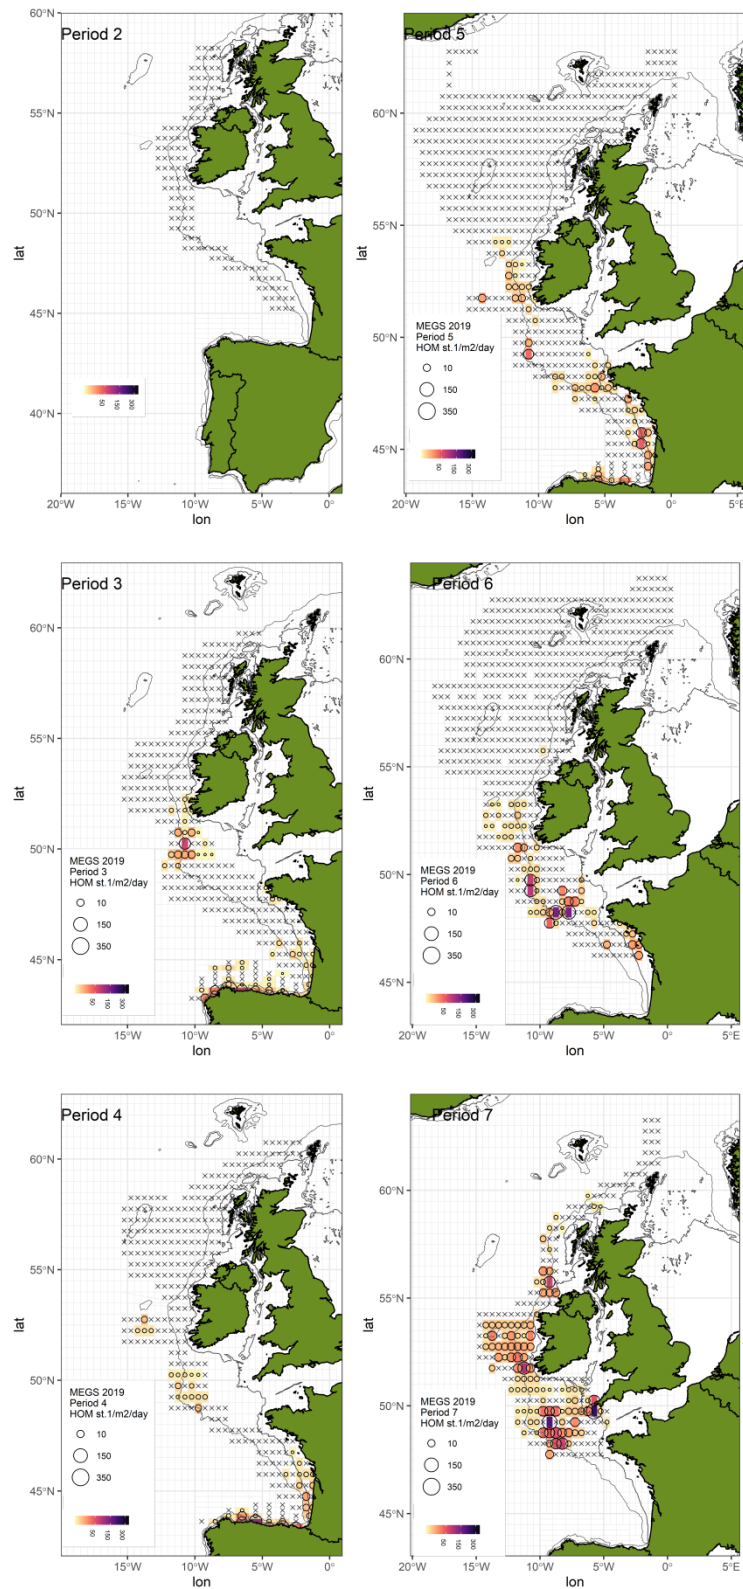 Period 2
60°N
55°N
50°N
45°N
40°N
lat
50
150
300
20°W
15°W
10°W
5°W
0°
lon
Period 5
60°N
55°N
50°N
45°N
lat
MEGS 2019
Period 5
HOM st.1/m2/day
10
150
350
50
150
300
20°W
15°W
10°W
5°W
0°
5°E
lon
Period 3
60°N
55°N
50°N
45°N
lat
MEGS 2019
Period 3
HOM st.1/m2/day
10
150
350
50
150
300
20°W
15°W
10°W
5°W
0°
lon
Period 6
60°N
55°N
50°N
45°N
lat
MEGS 2019
Period 6
HOM st.1/m2/day
10
150
350
50
150
300
20°W
15°W
10°W
5°W
0°
5°E
lon
Period 4
60°N
55°N
50°N
45°N
lat
MEGS 2019
Period 4
HOM st.1/m2/day
10
150
350
50
150
300
20°W
15°W
10°W
5°W
0°
lon
Period 7
60°N
55°N
50°N
45°N
lat
MEGS 2019
Period 7
HOM st.1/m2/day
10
150
350
50
150
300
20°W
15°W
10°W
5°W
0°
5°E
lon